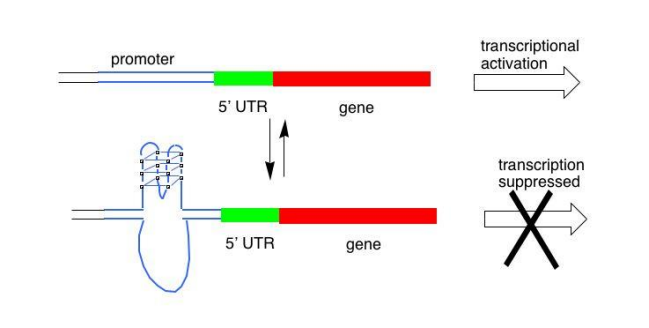 promoter
transcriptional
activation
5' UTR
gene
transcription
suppressed
5' UTR
gene